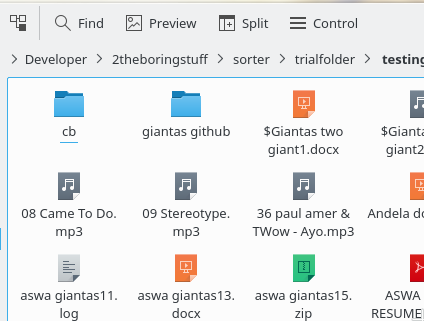 Find Preview Split Control
> Developer > 2theboringstuff > sorter > trialfolder > testing
cb
giantas github
$Giantas two
giant1.docx
$Gianta
giant2
08 Came To Do.
mp3
09 Stereotype.
mp3
36 paul amer &
TWow - Ayo.mp3
Andela do
aswa giantas11.
log
aswa giantas13.
docx
aswa giantas15.
zip
ASWA
RESUME